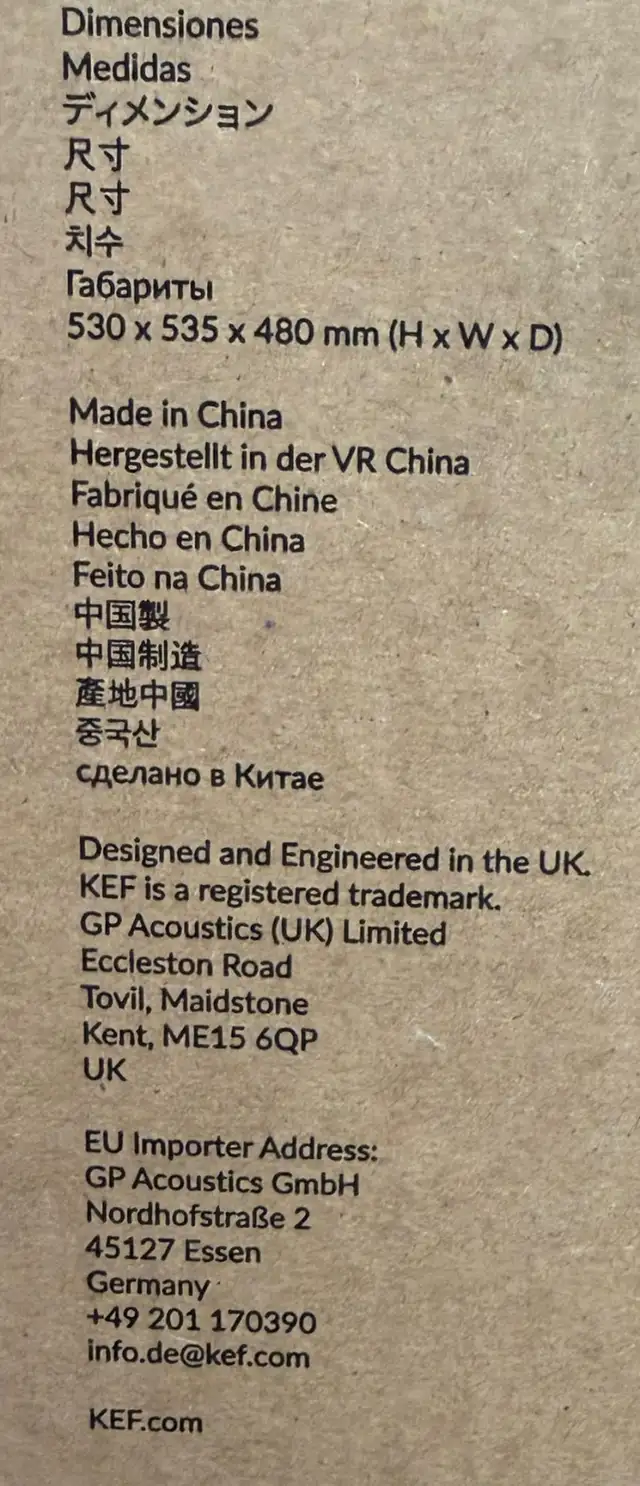 Dimensiones
Medidas
ディメンション
尺寸
尺寸
치수
Габариты
530 x 535 x 480 mm (H x W x D)
Made in China
Hergestellt in der VR China
Fabriqué en Chine
Hecho en China
Feito na China
中国製
中国制造
產地中國
중국산
сделано в Китае
Designed and Engineered in the UK.
KEF is a registered trademark.
GP Acoustics (UK) Limited
Eccleston Road
Tovil, Maidstone
Kent, ME15 6QP
UK
EU Importer Address:
GP Acoustics GmbH
Nordhofstraße 2
45127 Essen
Germany
+49 201 170390
info.de@kef.com
KEF.com